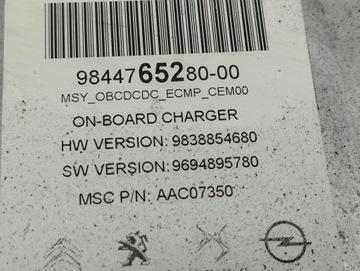 9844765280-00
MSY_OBCDCDC_ECMP_CEM00
ON-BOARD CHARGER
HW VERSION: 9838854680
SW VERSION: 9694895780
MSC P/N: AAC07350